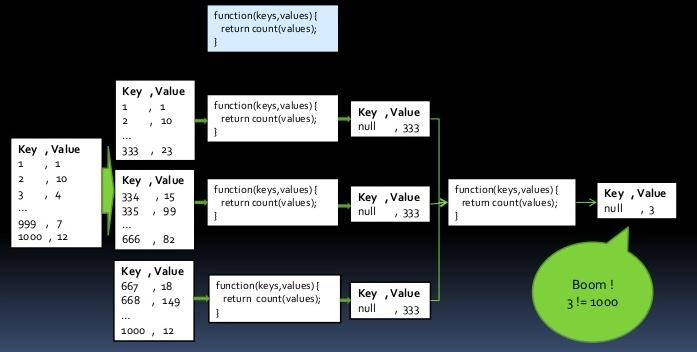 function(keys,values) {
return count(values);
}
Key , Value
1 , 1
2 , 10
3 , 4
...
999 , 7
1000 , 12
Key , Value
1 , 1
2 , 10
...
333 , 23
function(keys,values) {
return count(values);
}
Key , Value
null , 333
Key , Value
334 , 15
335 , 99
...
666 , 82
function(keys,values) {
return count(values);
}
Key , Value
null , 333
Key , Value
667 , 18
668 , 149
...
1000 , 12
function(keys,values) {
return count(values);
}
Key , Value
null , 333
function(keys,values) {
return count(values);
}
Key , Value
null , 3
Boom !
3 != 1000